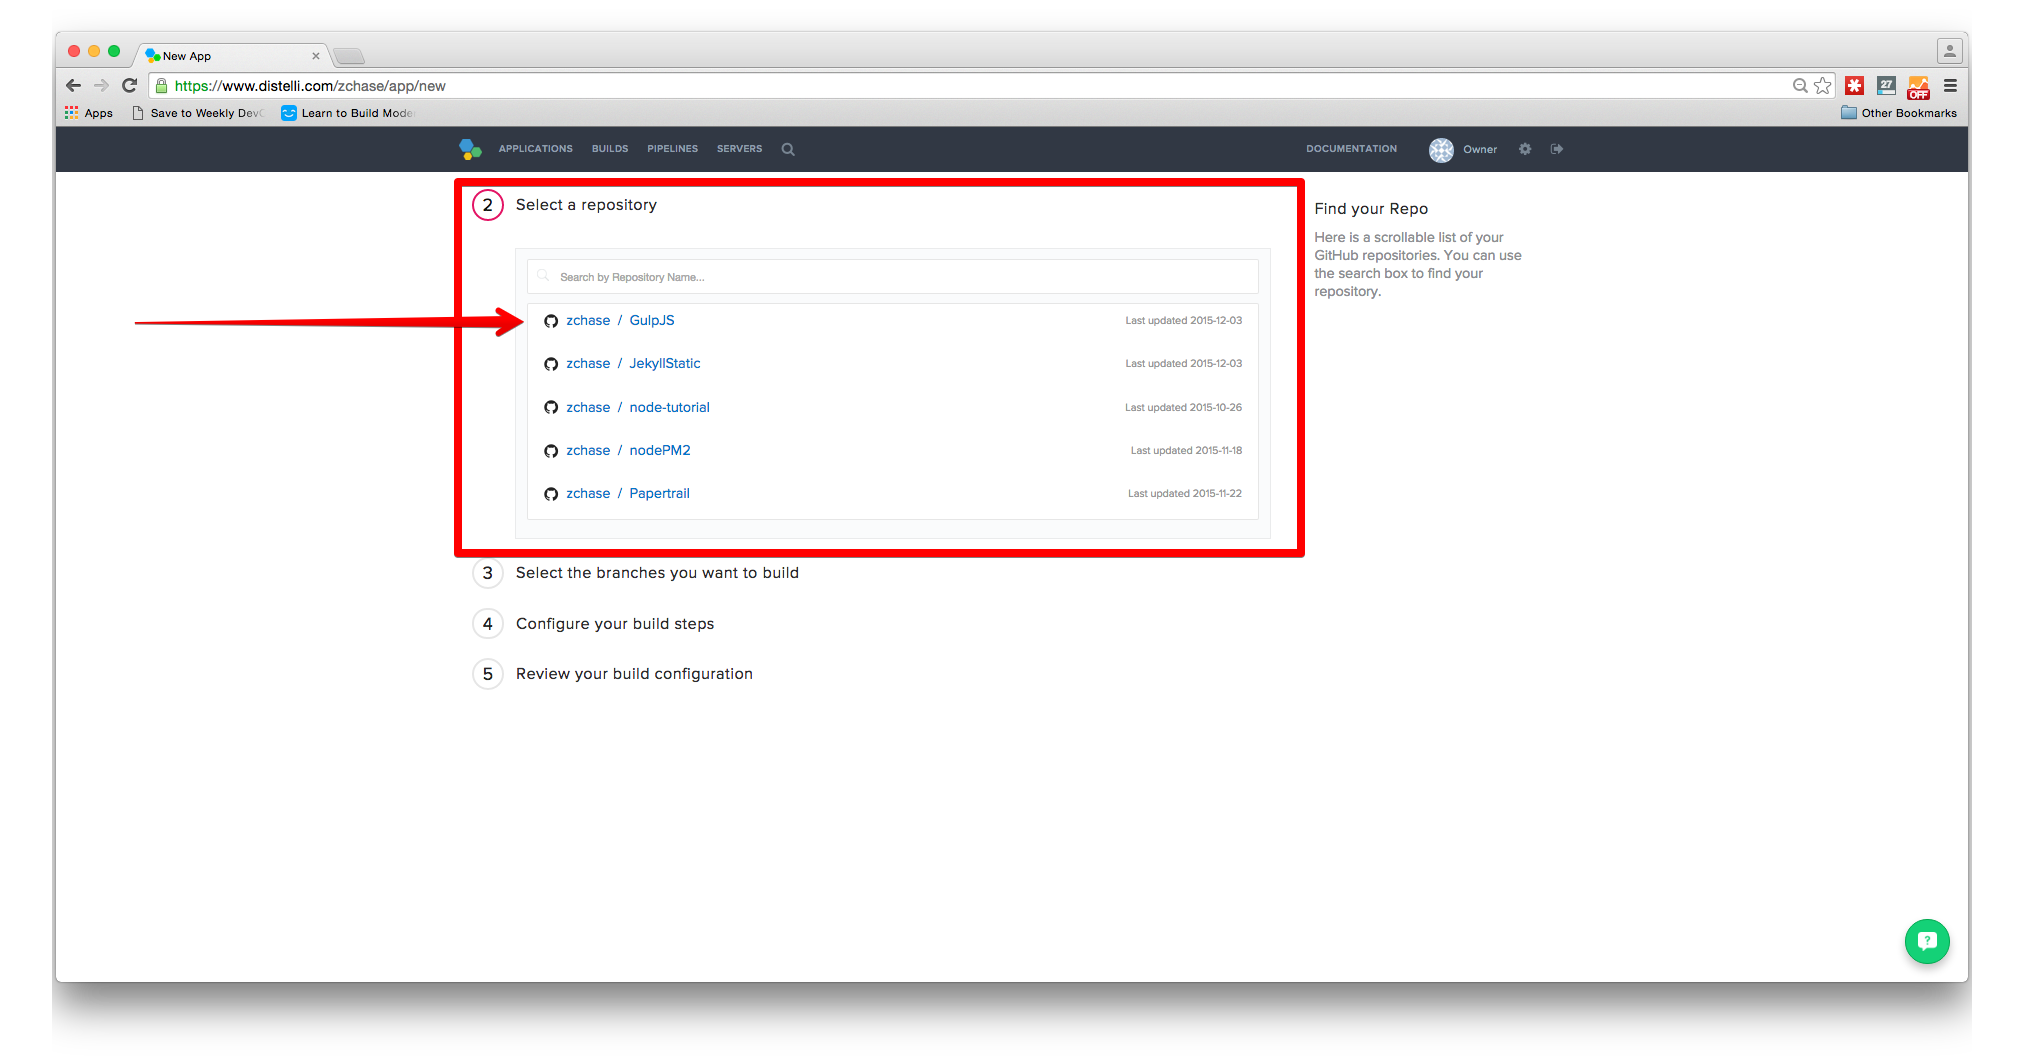 New App
https://www.distelli.com/zchase/app/new
27
OFF
Apps
Save to Weekly Dev
Learn to Build Mode
Other Bookmarks
APPLICATIONS
BUILDS
PIPELINES
SERVERS
DOCUMENTATION
Owner
2 Select a repository
Search by Repository Name...
zchase / GulpJS Last updated 2015-12-03
zchase / JekyllStatic Last updated 2015-12-03
zchase / node-tutorial Last updated 2015-10-26
zchase / nodePM2 Last updated 2015-11-18
zchase / Papertrail Last updated 2015-11-22
3 Select the branches you want to build
4 Configure your build steps
5 Review your build configuration
Find your Repo
Here is a scrollable list of your
GitHub repositories. You can use
the search box to find your
repository.
?